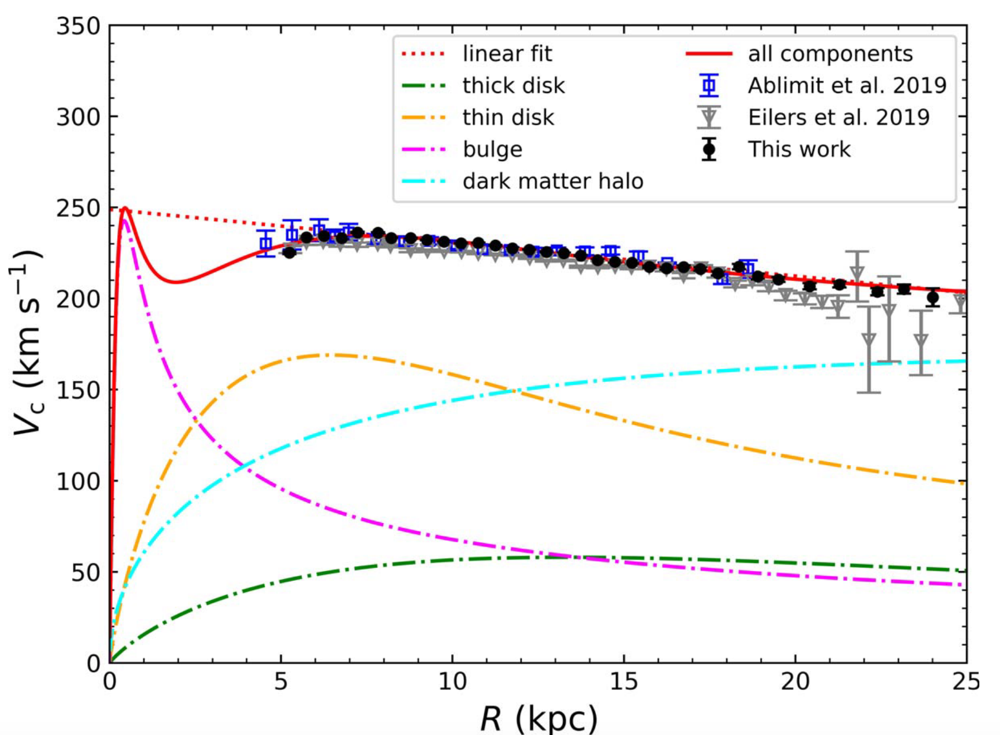 350
300
250
200
150
100
50
0
V_c (km s⁻¹)
linear fit
thick disk
thin disk
bulge
dark matter halo
all components
Ablimit et al. 2019
Eilers et al. 2019
This work
0 5 10 15 20 25
R (kpc)